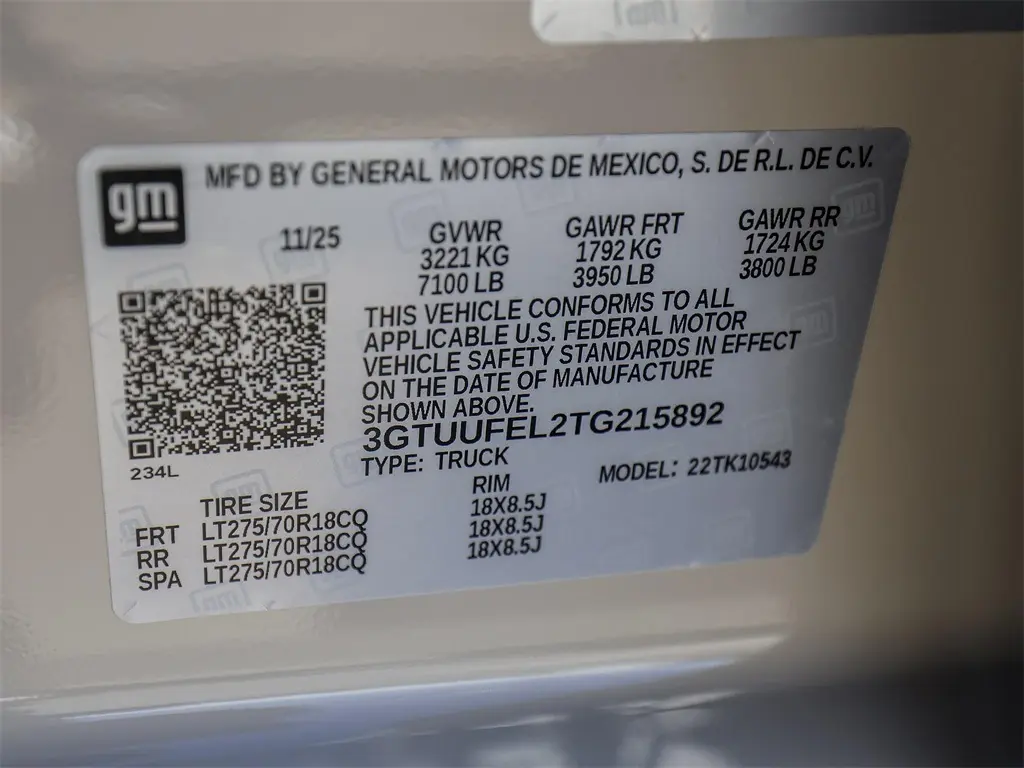 gm
MFD BY GENERAL MOTORS DE MEXICO, S. DE R.L. DE C.V.
11/25
GVWR GAWR FRT GAWR RR
3221 KG 1792 KG 1724 KG
7100 LB 3950 LB 3800 LB
THIS VEHICLE CONFORMS TO ALL
APPLICABLE U.S. FEDERAL MOTOR
VEHICLE SAFETY STANDARDS IN EFFECT
ON THE DATE OF MANUFACTURE
SHOWN ABOVE.
3GTUUFEL2TG215892
234L
TYPE: TRUCK MODEL: 22TK10543
TIRE SIZE RIM
FRT LT275/70R18CQ 18X8.5J
RR LT275/70R18CQ 18X8.5J
SPA LT275/70R18CQ 18X8.5J